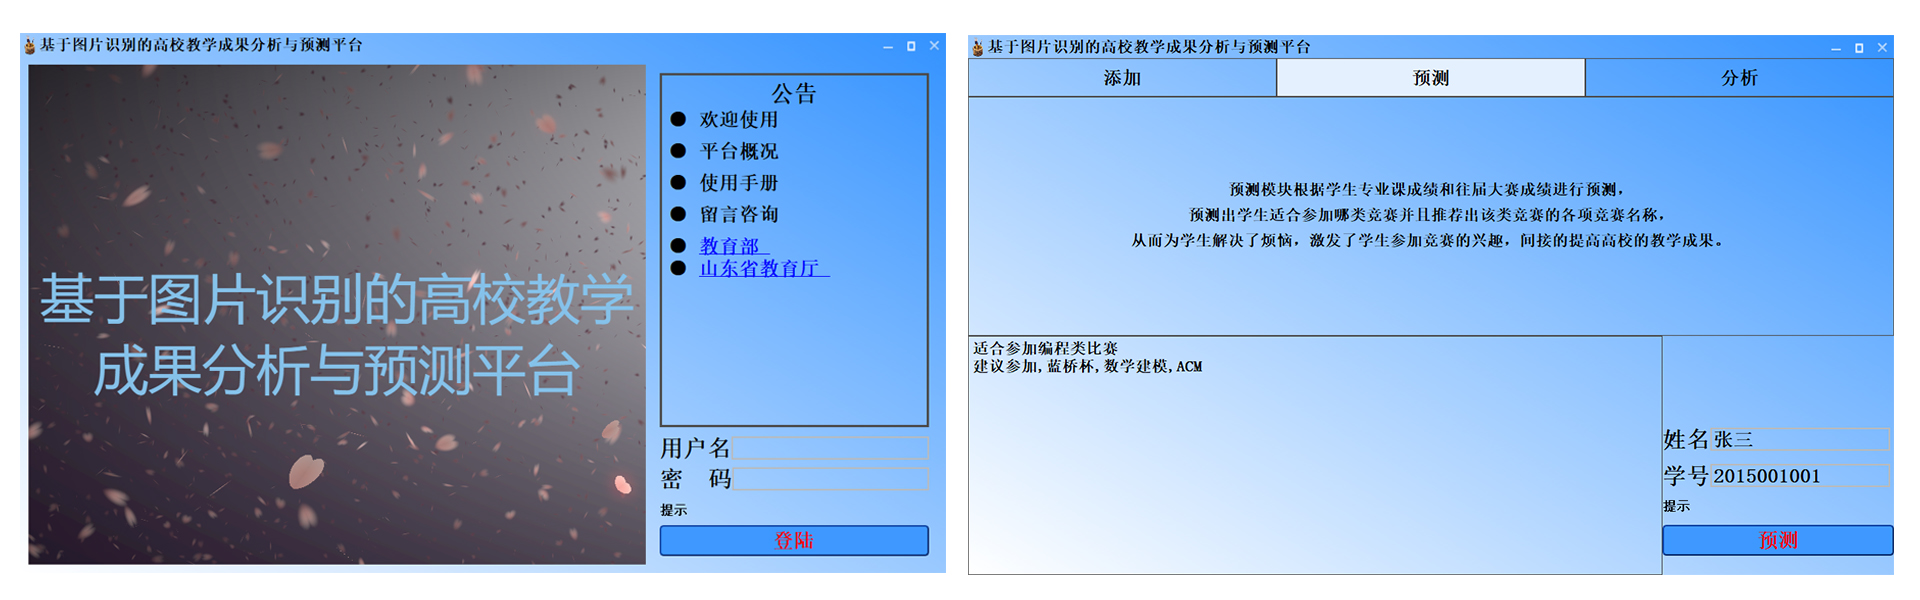 基于图片识别的高校教学成果分析与预测平台
基于图片识别的高校教学
成果分析与预测平台
公告
欢迎使用
平台概况
使用手册
留言咨询
教育部
山东省教育厅
用户名
密 码
提示
登陆
基于图片识别的高校教学成果分析与预测平台
添加
预测
分析
预测模块根据学生专业课成绩和往届大赛成绩进行预测，
预测出学生适合参加哪类竞赛并且推荐出该类竞赛的各项竞赛名称，
从而为学生解决了烦恼，激发了学生参加竞赛的兴趣，间接的提高高校的教学成果。
适合参加编程类比赛
建议参加,蓝桥杯,数学建模,ACM
姓名 张三
学号 2015001001
提示
预测